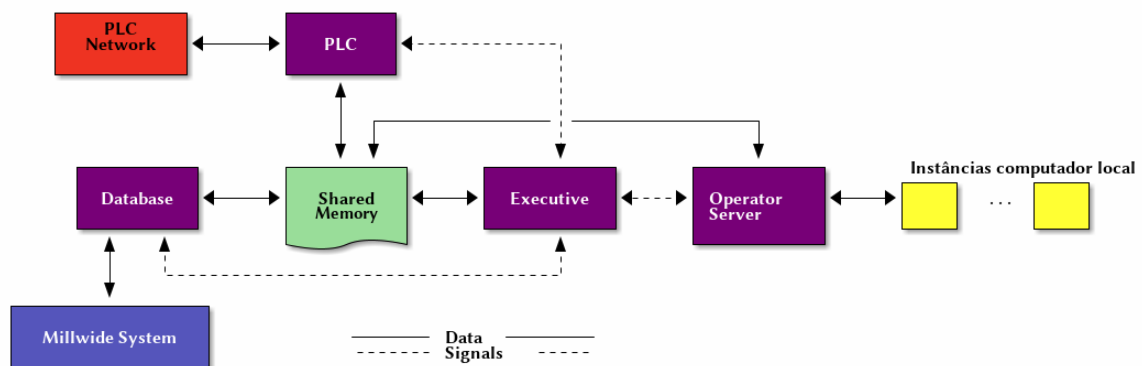 PLC
Network
PLC
Instâncias computador local
Database
Shared
Memory
Executive
Operator
Server
...
Millwide System
Data
Signals